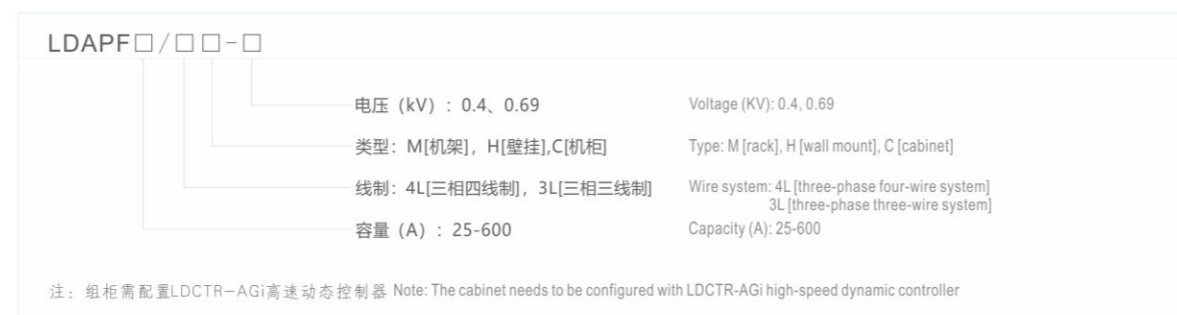 LDAPF□/□□-□
电压（kV）：0.4、0.69 Voltage (KV): 0.4, 0.69
类型：M[机架]，H[壁挂],C[机柜] Type: M [rack], H [wall mount], C [cabinet]
线制：4L[三相四线制]，3L[三相三线制] Wire system: 4L [three-phase four-wire system]
3L [three-phase three-wire system]
容量（A）：25-600 Capacity (A): 25-600
注：组柜需配置LDCTR-AGi高速动态控制器 Note: The cabinet needs to be configured with LDCTR-AGi high-speed dynamic controller